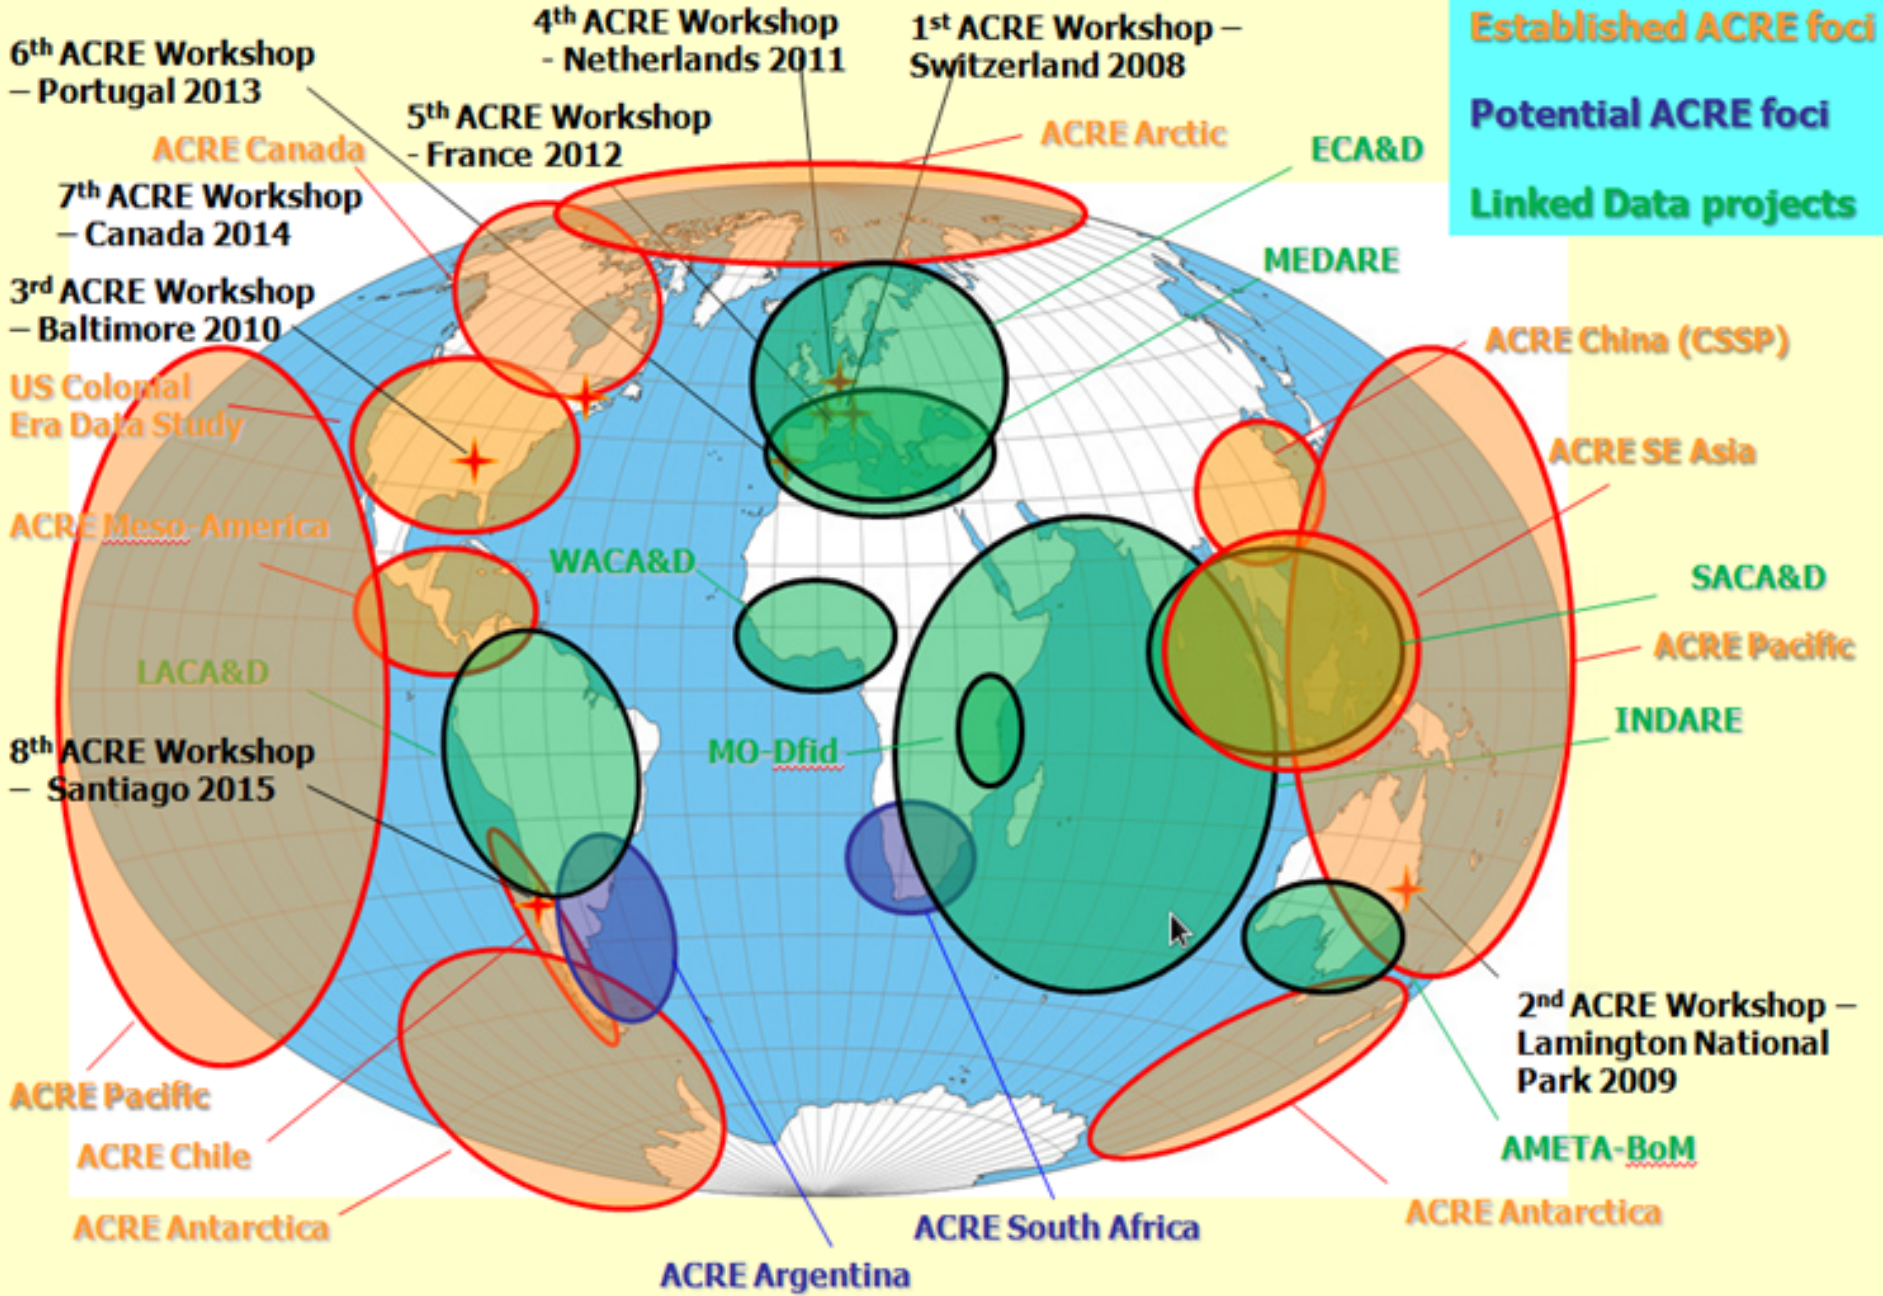 4th ACRE Workshop
- Netherlands 2011
1st ACRE Workshop –
Switzerland 2008
Established ACRE foci
Potential ACRE foci
Linked Data projects
6th ACRE Workshop
– Portugal 2013
5th ACRE Workshop
- France 2012
ACRE Canada
ACRE Arctic
ECA&D
7th ACRE Workshop
– Canada 2014
MEDARE
3rd ACRE Workshop
– Baltimore 2010
ACRE China (CSSP)
US Colonial
Era Data Study
ACRE SE Asia
ACRE Meso-America
WACA&D
SACA&D
ACRE Pacific
LACA&D
INDARE
8th ACRE Workshop
– Santiago 2015
MO-Dfid
2nd ACRE Workshop –
Lamington National
Park 2009
ACRE Pacific
ACRE Chile
AMETA-BoM
ACRE Antarctica
ACRE South Africa
ACRE Antarctica
ACRE Argentina